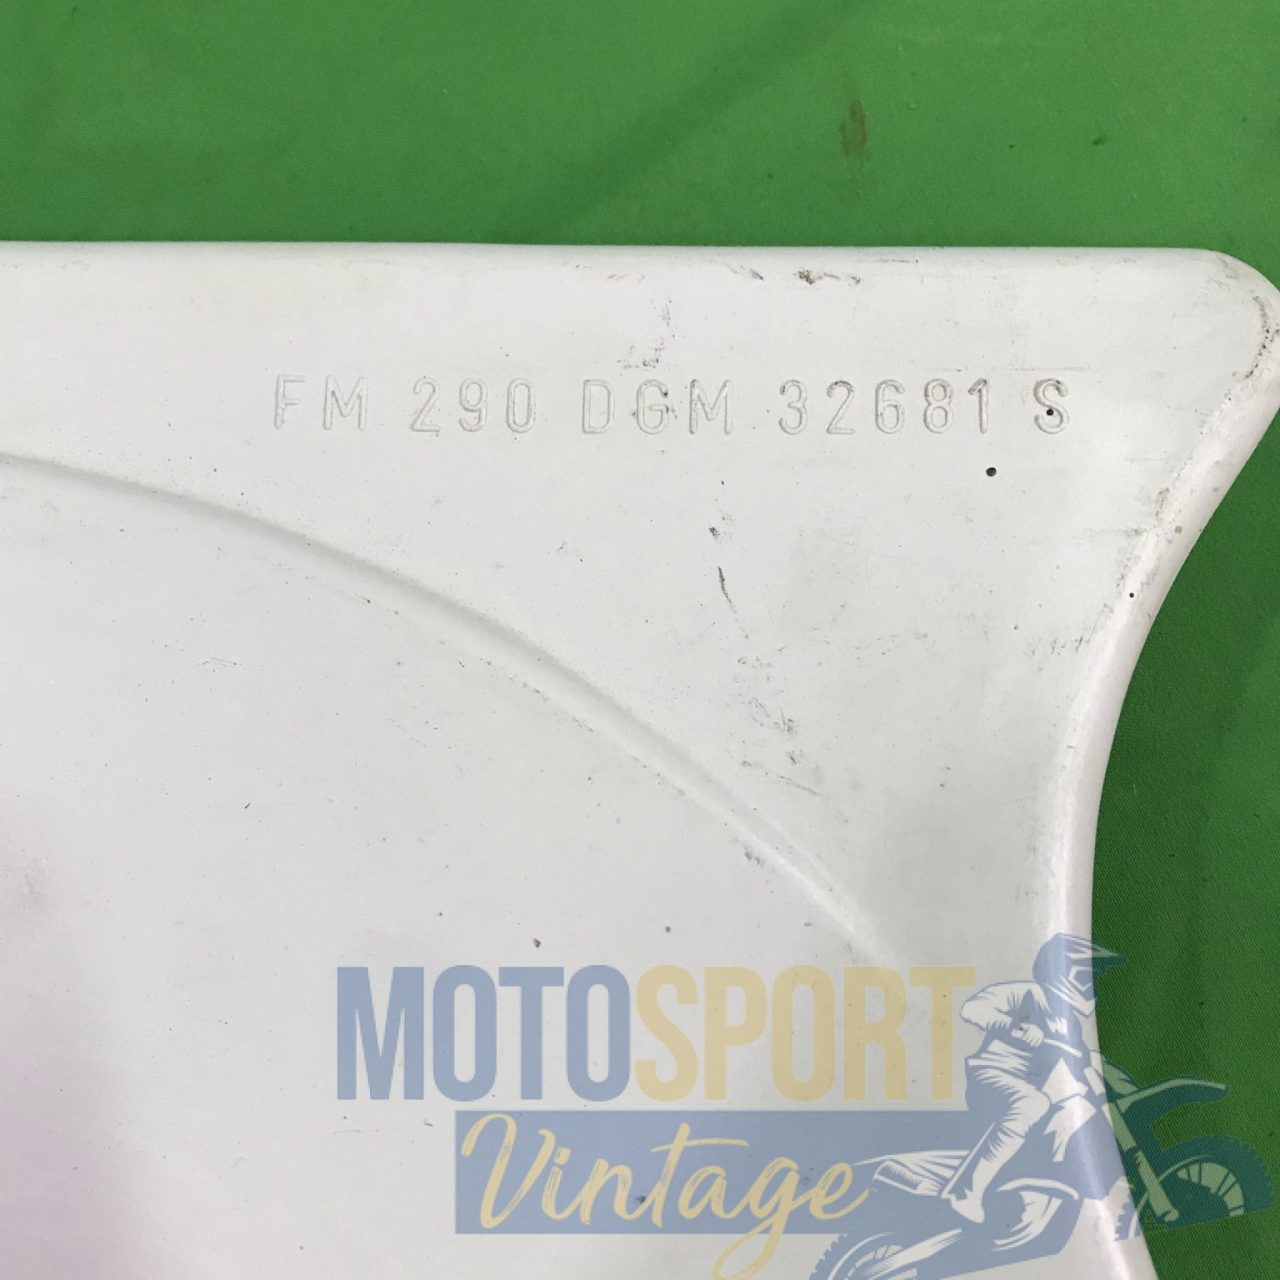 FM 290 DGM 32681 S
MOTOSPORT
Vintage